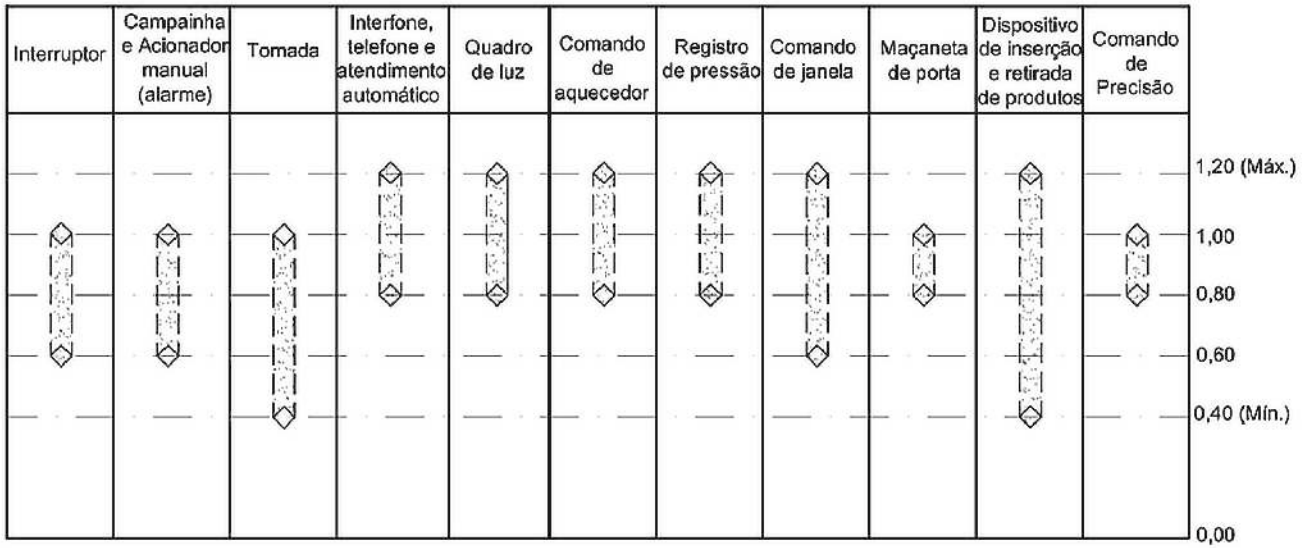 Interruptor
Campainha
e Acionador
manual
(alarme)
Tomada
Interfone,
telefone e
atendimento
automático
Quadro
de luz
Comando
de
aquecedor
Registro
de pressão
Comando
de janela
Maçaneta
de porta
Dispositivo
de inserção
e retirada
de produtos
Comando
de
Precisão
1,20 (Máx.)
1,00
0,80
0,60
0,40 (Mín.)
0,00